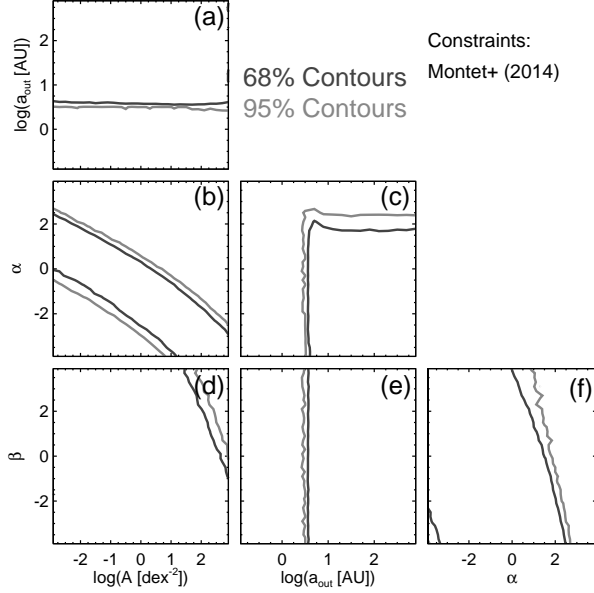 (a)
2
1
0
log(a_out [AU])
68% Contours
95% Contours
Constraints:
Montet+ (2014)
(b)
2
0
-2
α
(c)
(d)
2
0
-2
β
-2 -1 0 1 2
log(A [dex^-2])
(e)
0 1 2
log(a_out [AU])
(f)
-2 0 2
α